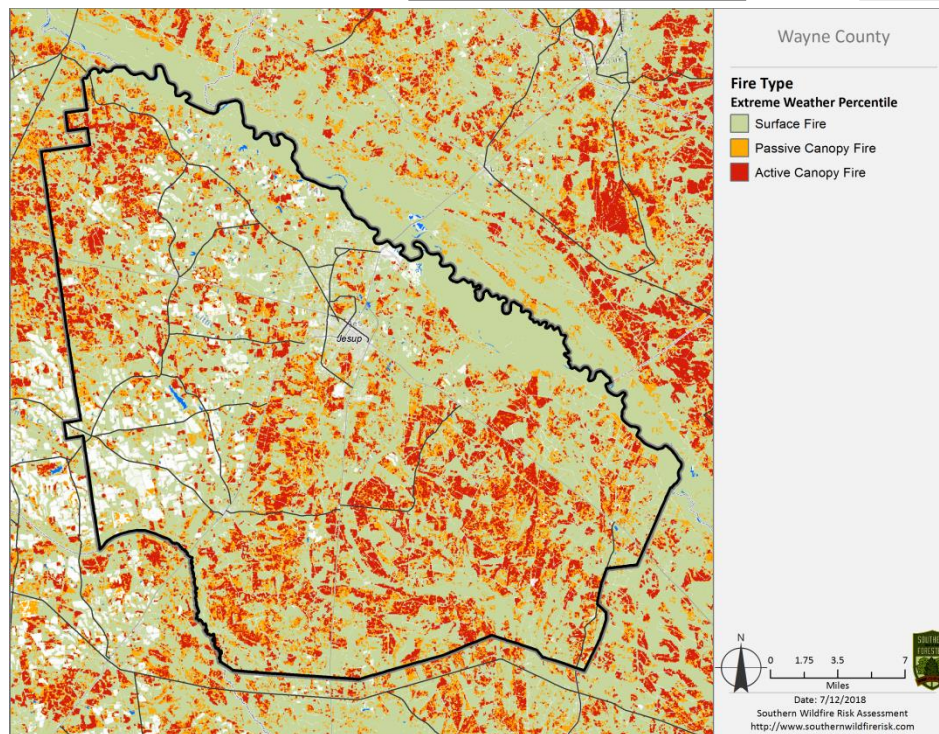 Wayne County
Fire Type
Extreme Weather Percentile
Surface Fire
Passive Canopy Fire
Active Canopy Fire
Jesup
N
0 1.75 3.5 7
Miles
Date: 7/12/2018
Southern Wildfire Risk Assessment
http://www.southernwildfirerisk.com